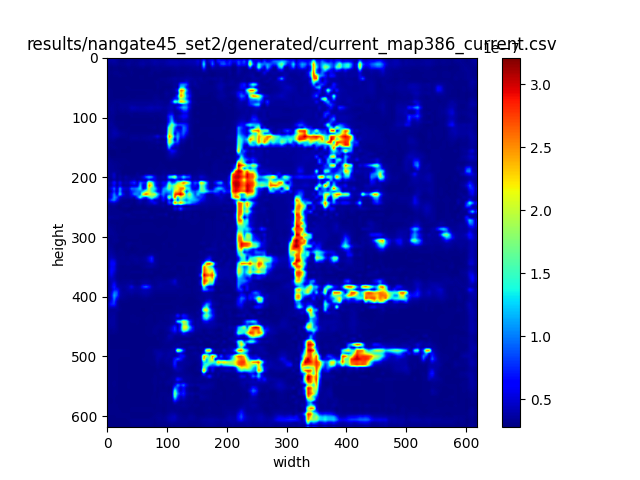 results/nangate45_set2/generated/current_map386_current.csv
1e−7
0
100
200
300
400
500
600
height
0 100 200 300 400 500 600
width
3.0
2.5
2.0
1.5
1.0
0.5